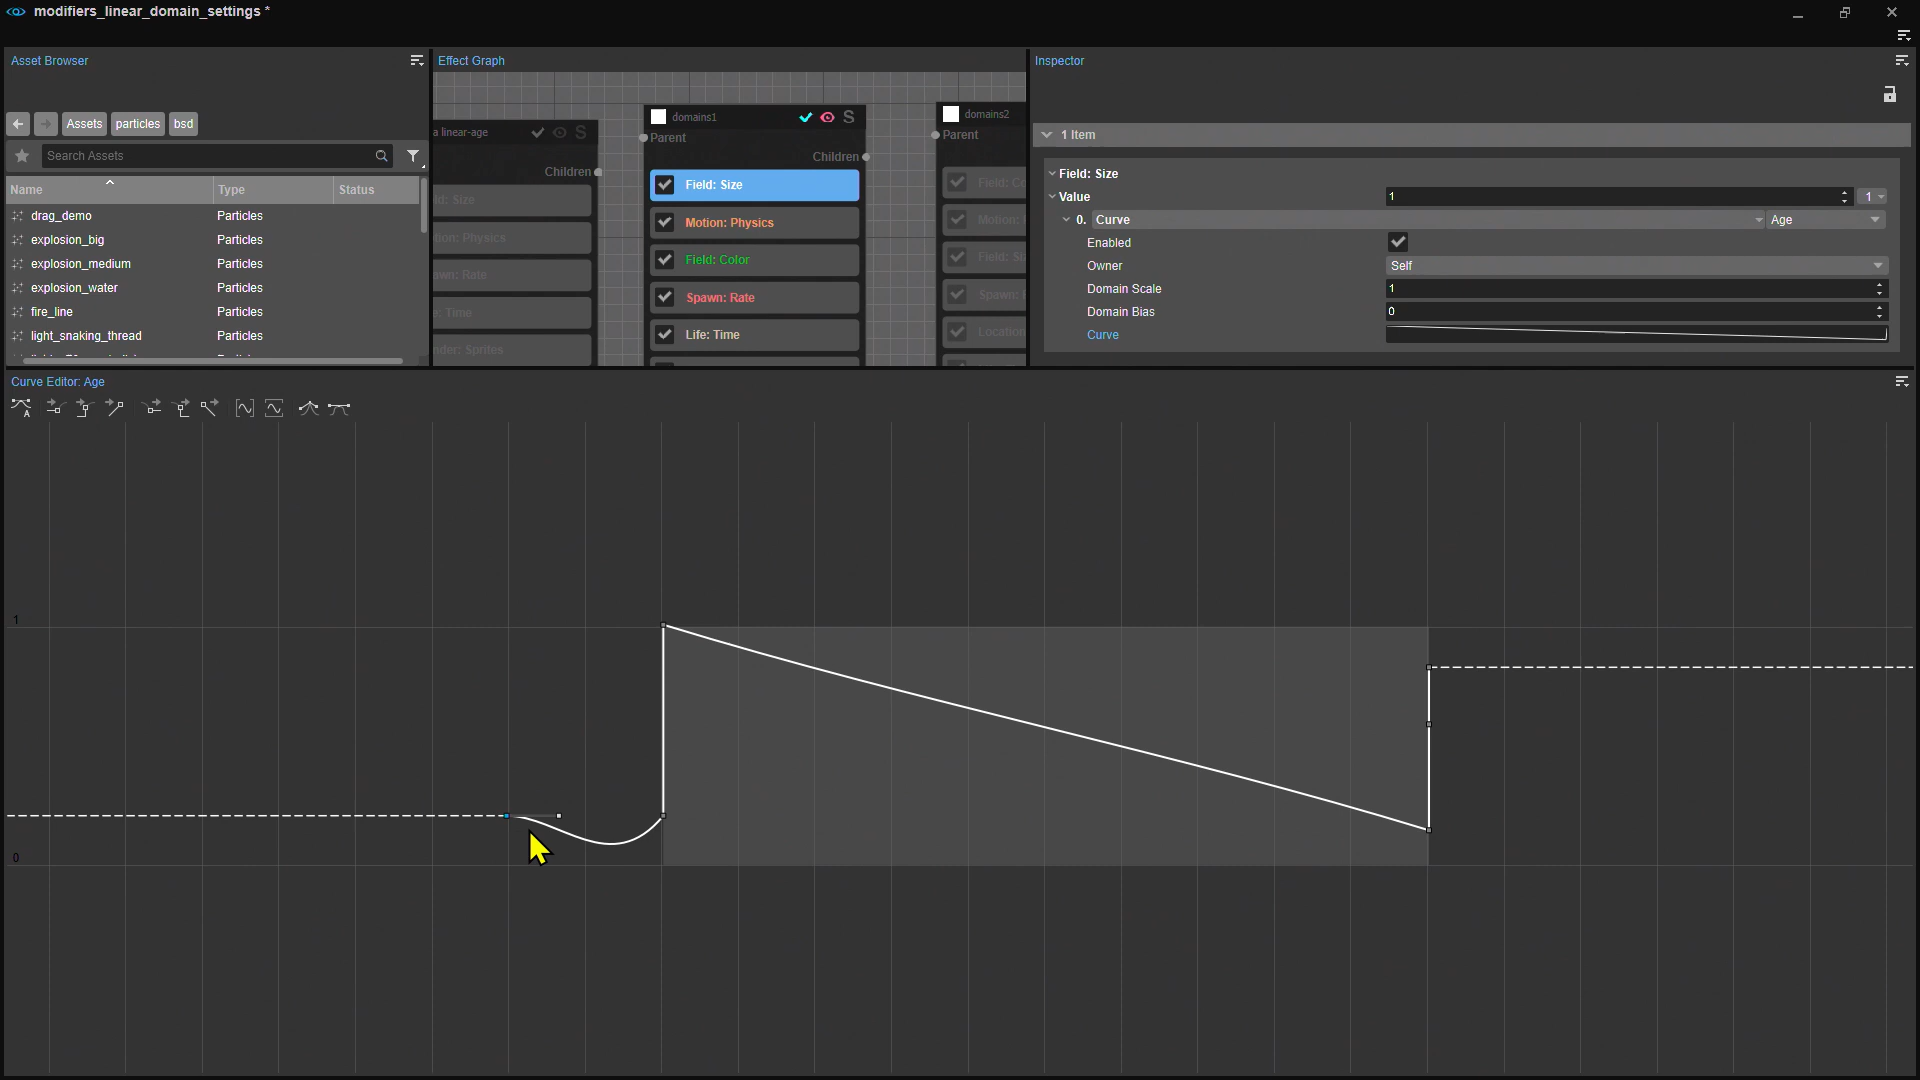 modifiers_linear_domain_settings *
Asset Browser
Effect Graph
Inspector
Assets
particles
bsd
Search Assets
Name
Type
Status
drag_demo
Particles
explosion_big
Particles
explosion_medium
Particles
explosion_water
Particles
fire_line
Particles
light_snaking_thread
Particles
a linear-age
S
Children
domains1
S
Parent
Children
Field: Size
Motion: Physics
Field: Color
Spawn: Rate
Life: Time
domains2
Parent
1 Item
Field: Size
Value
1
1
0. Curve
Age
Enabled
Owner
Self
Domain Scale
1
Domain Bias
0
Curve
Curve Editor: Age
A
1
0